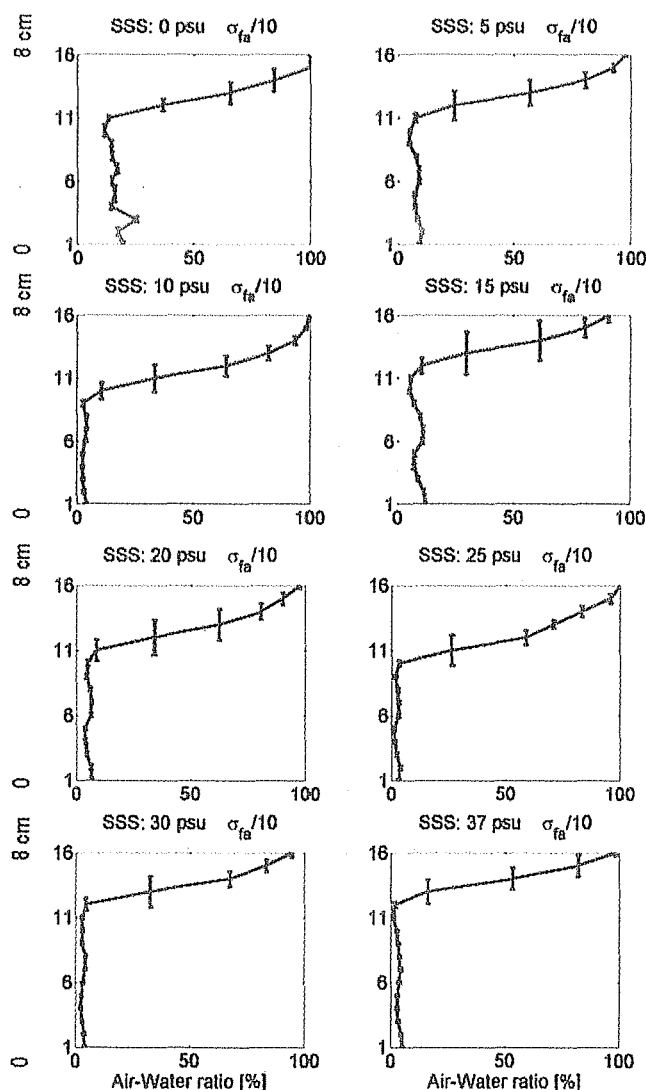 SSS: 0 psu σfa/10
8 cm
16
11
6
1
0
0 50 100
SSS: 5 psu σfa/10
16
11
6
1
0 50 100
SSS: 10 psu σfa/10
8 cm
16
11
6
1
0
0 50 100
SSS: 15 psu σfa/10
16
11
6
1
0 50 100
SSS: 20 psu σfa/10
8 cm
16
11
6
1
0
0 50 100
SSS: 25 psu σfa/10
16
11
6
1
0 50 100
SSS: 30 psu σfa/10
8 cm
16
11
6
1
0
0 50 100
Air-Water ratio [%]
SSS: 37 psu σfa/10
16
11
6
1
0 50 100
Air-Water ratio [%]